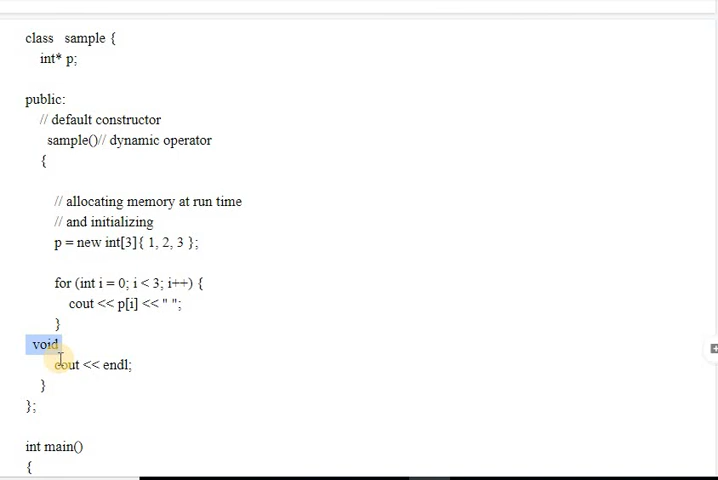 class sample {
int* p;
public:
// default constructor
sample()// dynamic operator
{
// allocating memory at run time
// and initializing
p = new int[3]{ 1, 2, 3 };
for (int i = 0; i < 3; i++) {
cout << p[i] << " ";
}
void
cout << endl;
}
};
int main()
{